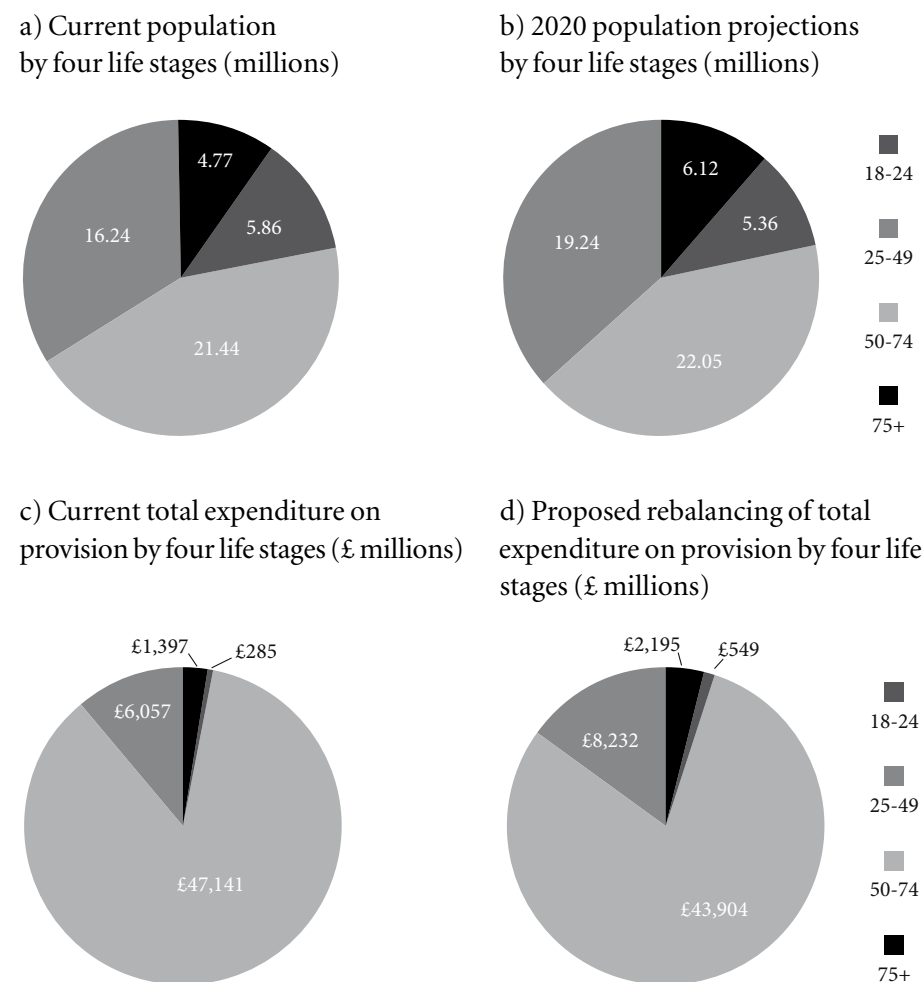 a) Current population
by four life stages (millions)
4.77
5.86
16.24
21.44
b) 2020 population projections
by four life stages (millions)
6.12
5.36
19.24
22.05
18-24
25-49
50-74
75+
c) Current total expenditure on
provision by four life stages (£ millions)
£1,397
£285
£6,057
£47,141
d) Proposed rebalancing of total
expenditure on provision by four life
stages (£ millions)
£2,195
£549
£8,232
£43,904
18-24
25-49
50-74
75+